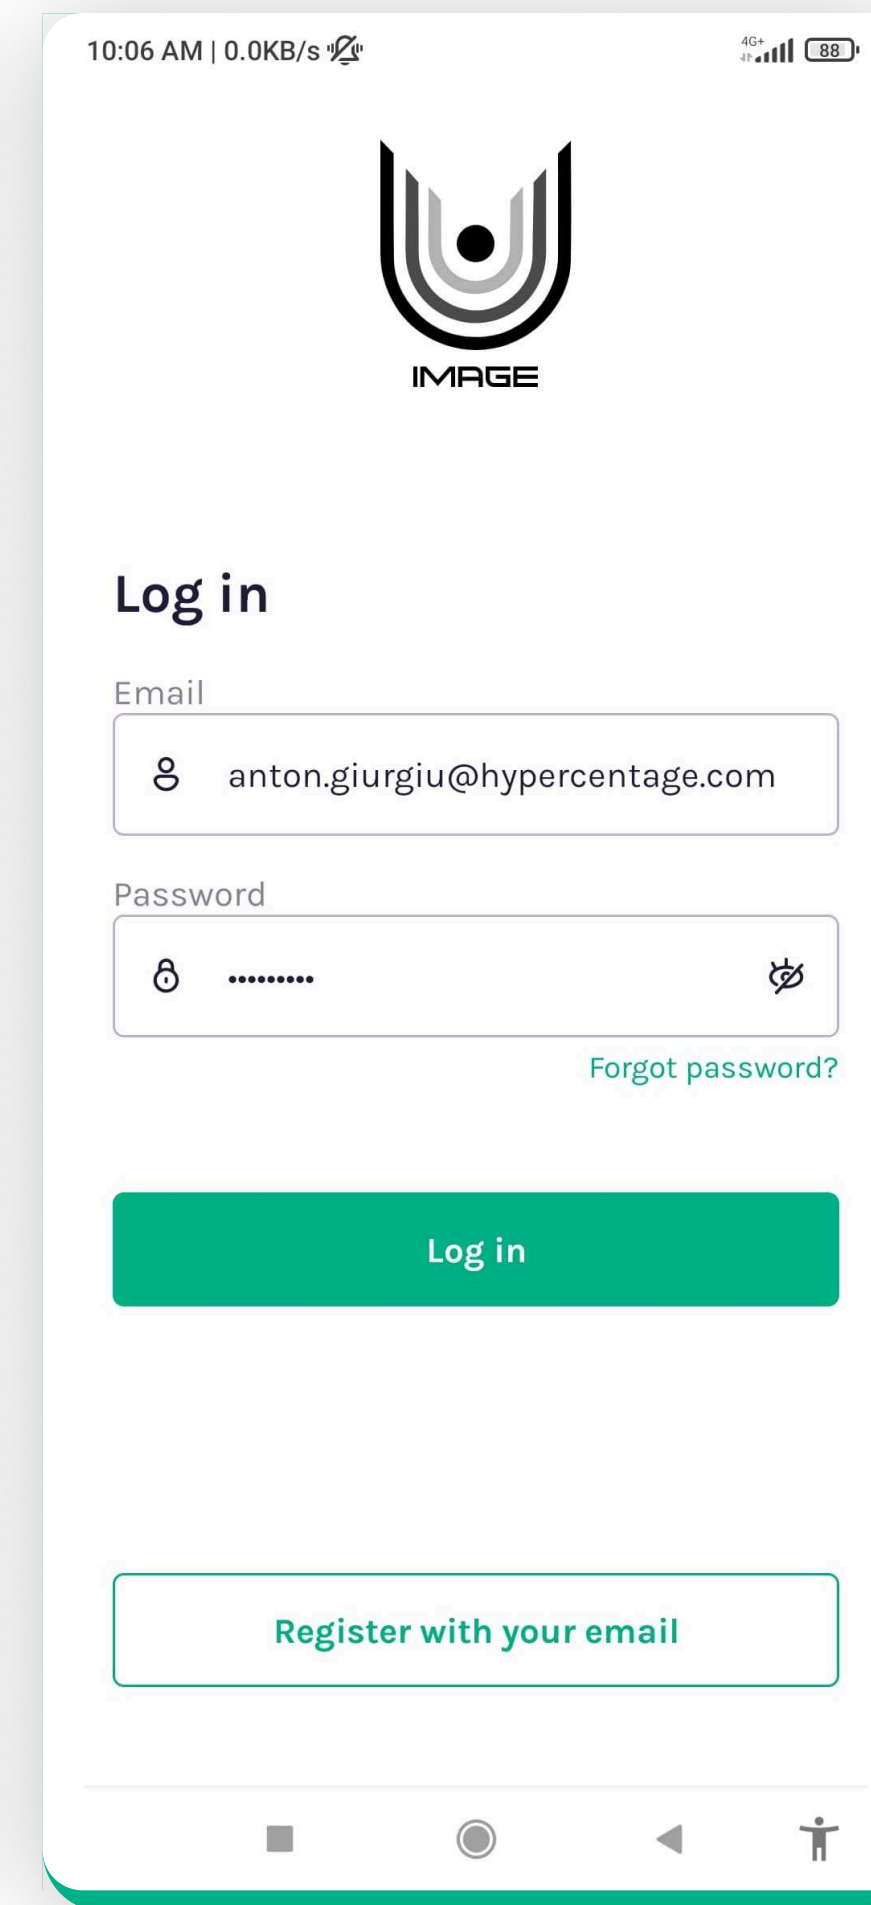 10:06 AM | 0.0KB/s
4G+
88
IMAGE
Log in
Email
anton.giurgiu@hypercentage.com
Password
•••••••••
Forgot password?
Log in
Register with your email